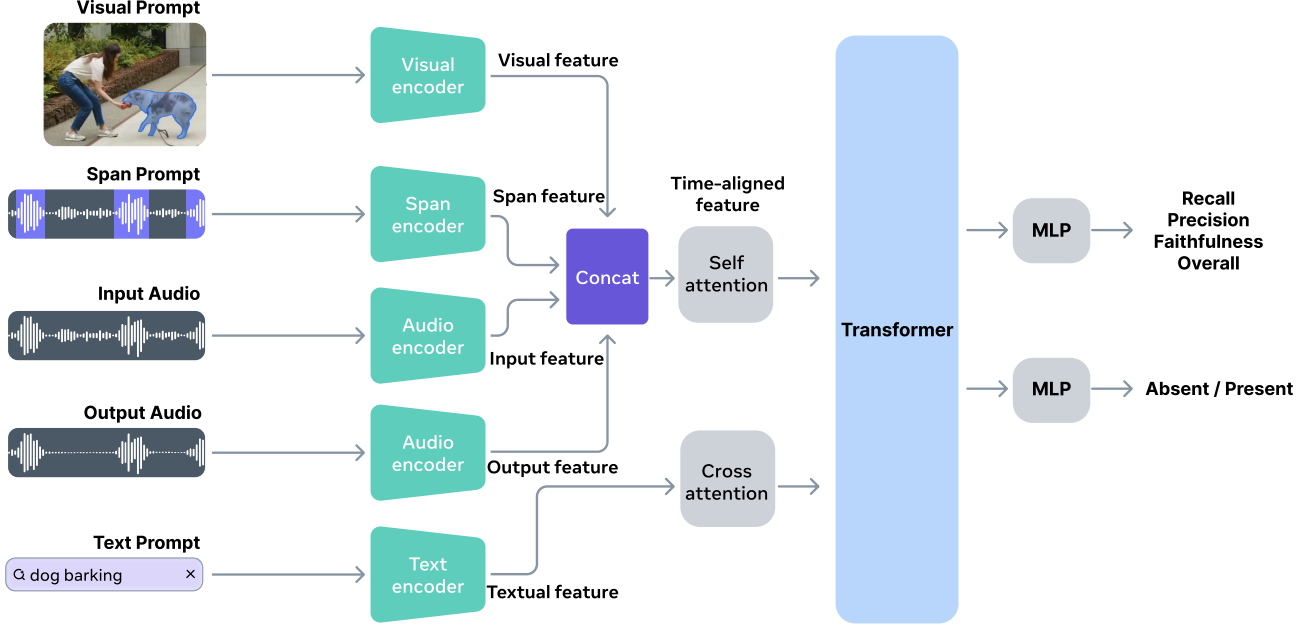 Visual Prompt
Visual
encoder
Visual feature
Span Prompt
Span
encoder
Span feature
Input Audio
Audio
encoder
Input feature
Output Audio
Audio
encoder
Output feature
Text Prompt
dog barking ×
Text
encoder
Textual feature
Concat
Time-aligned
feature
Self
attention
Cross
attention
Transformer
MLP
Recall
Precision
Faithfulness
Overall
MLP
Absent / Present